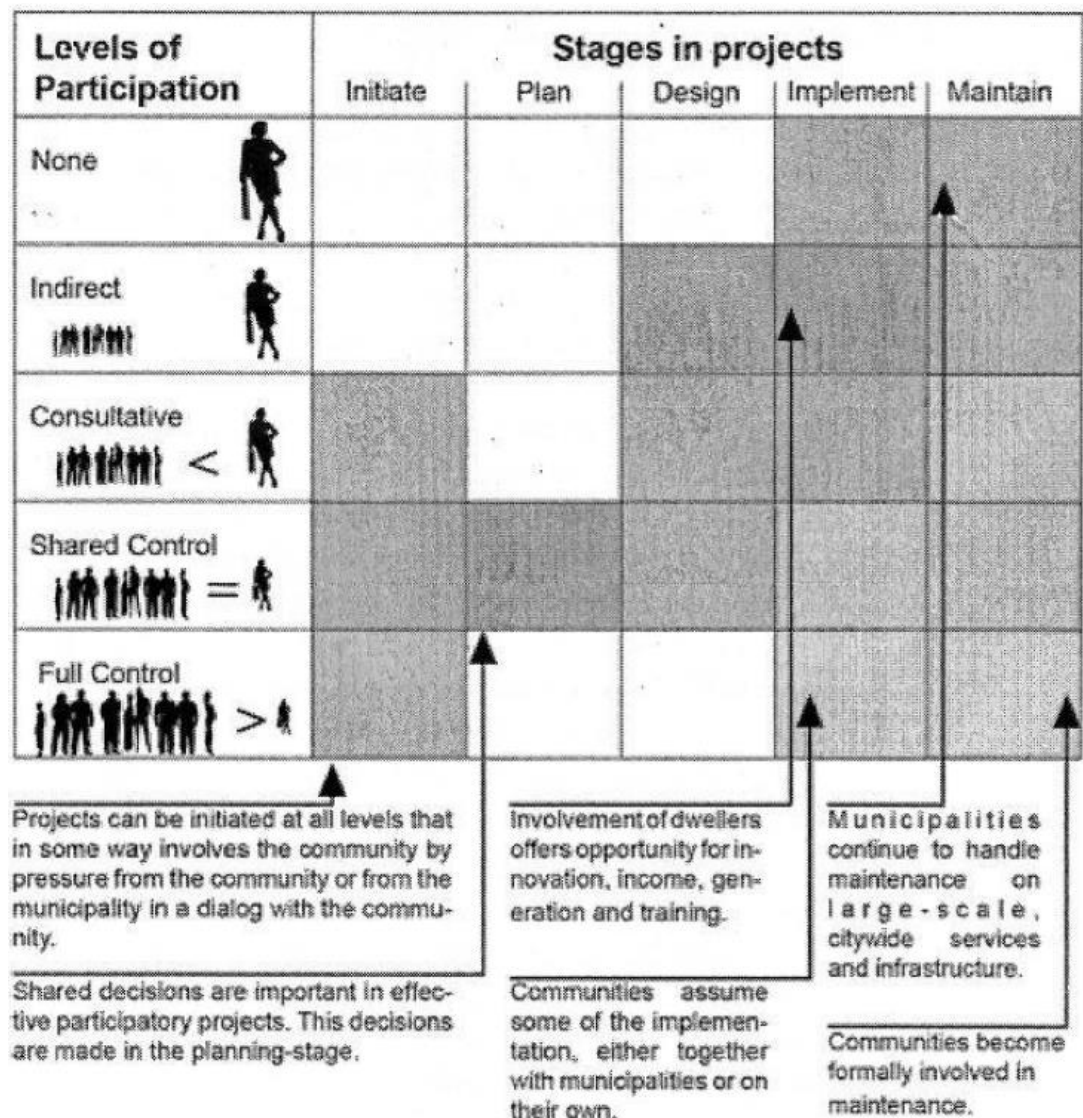 Levels of Participation
Stages in projects
Initiate Plan Design Implement Maintain
None
Indirect
Consultative
<
Shared Control
=
Full Control
>
Projects can be initiated at all levels that
in some way involves the community by
pressure from the community or from the
municipality in a dialog with the commu-
nity.
Shared decisions are important in effec-
tive participatory projects. This decisions
are made in the planning-stage.
Involvement of dwellers
offers opportunity for in-
novation, income, gen-
eration and training.
Communities assume
some of the implemen-
tation, either together
with municipalities or on
their own.
Municipalities
continue to handle
maintenance on
large-scale,
citywide services
and infrastructure.
Communities become
formally involved in
maintenance.